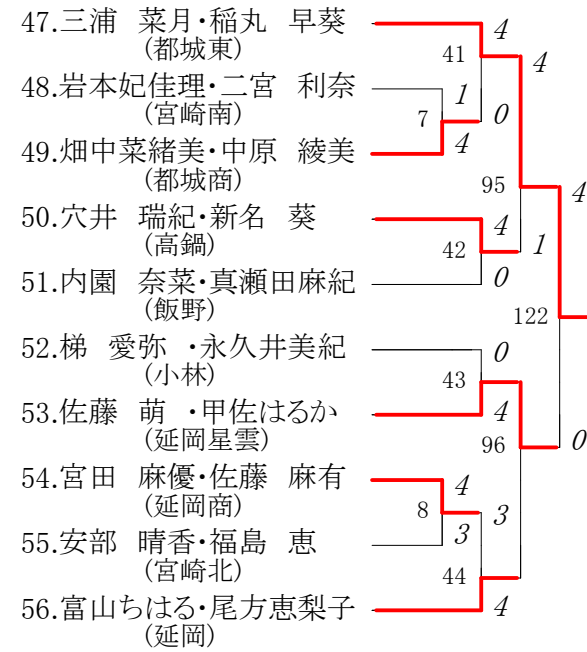 47.三浦 菜月・稲丸 早葵
(都城東)
48.岩本妃佳理・二宮 利奈
(宮崎南)
49.畑中菜緒美・中原 綾美
(都城商)
50.穴井 瑞紀・新名 葵
(高鍋)
51.内園 奈菜・真瀬田麻紀
(飯野)
52.梯 愛弥 ・永久井美紀
(小林)
53.佐藤 萌 ・甲佐はるか
(延岡星雲)
54.宮田 麻優・佐藤 麻有
(延岡商)
55.安部 晴香・福島 恵
(宮崎北)
56.富山ちはる・尾方恵梨子
(延岡)
4
41
4
1
7
0
4
95
4
4
42
1
0
122
0
43
4
96
0
4
8
3
3
44
4